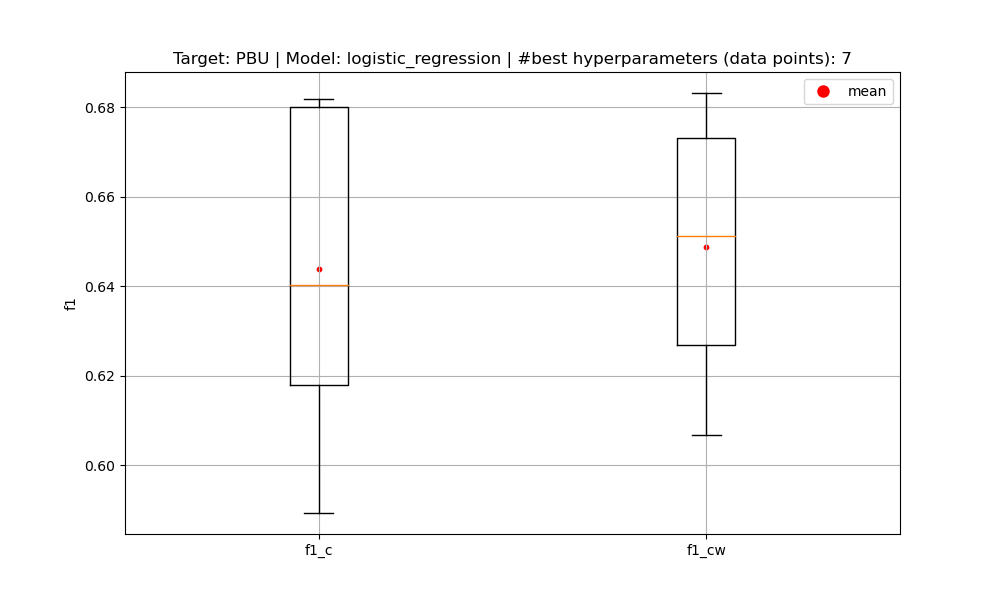 Target: PBU | Model: logistic_regression | #best hyperparameters (data points): 7
mean
f1
0.68
0.66
0.64
0.62
0.60
f1_c
f1_cw